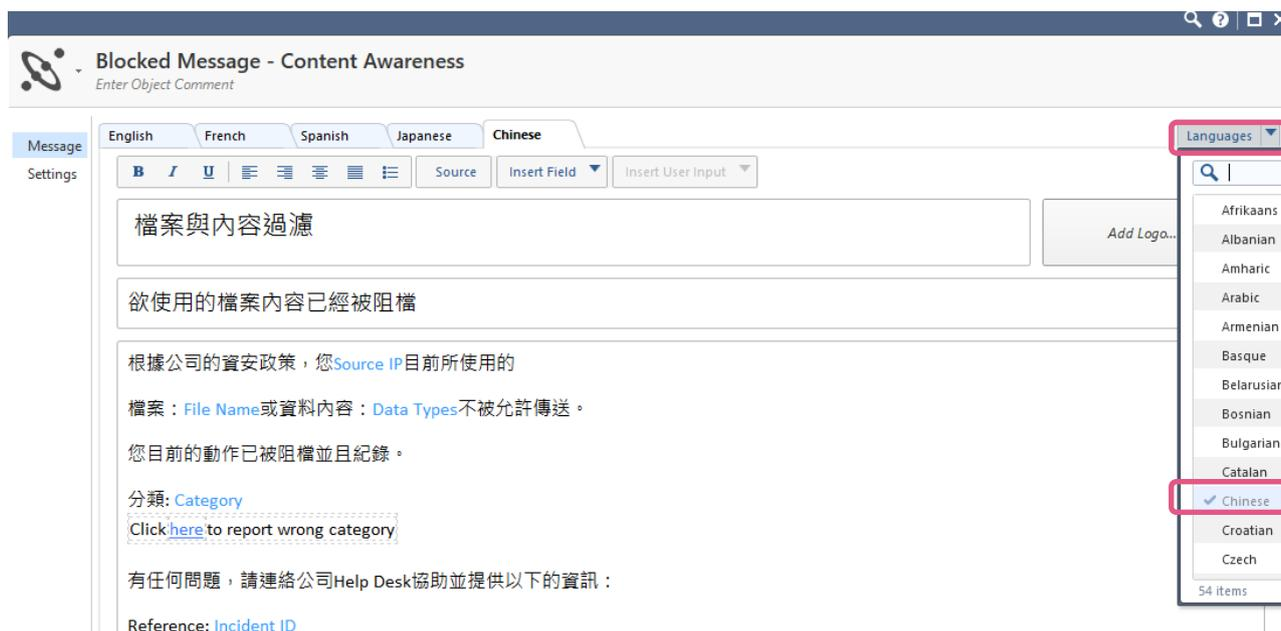 Blocked Message - Content Awareness
Enter Object Comment
Message
Settings
English French Spanish Japanese Chinese
Languages
B I U Source Insert Field Insert User Input
檔案與內容過濾
Add Logo...
欲使用的檔案內容已經被阻檔
根據公司的資安政策，您Source IP目前所使用的
檔案：File Name或資料內容：Data Types不被允許傳送。
您目前的動作已被阻檔並且紀錄。
分類: Category
Click here to report wrong category
有任何問題，請連絡公司Help Desk協助並提供以下的資訊：
Reference: Incident ID
Afrikaans
Albanian
Amharic
Arabic
Armenian
Basque
Belarusian
Bosnian
Bulgarian
Catalan
Chinese
Croatian
Czech
54 items